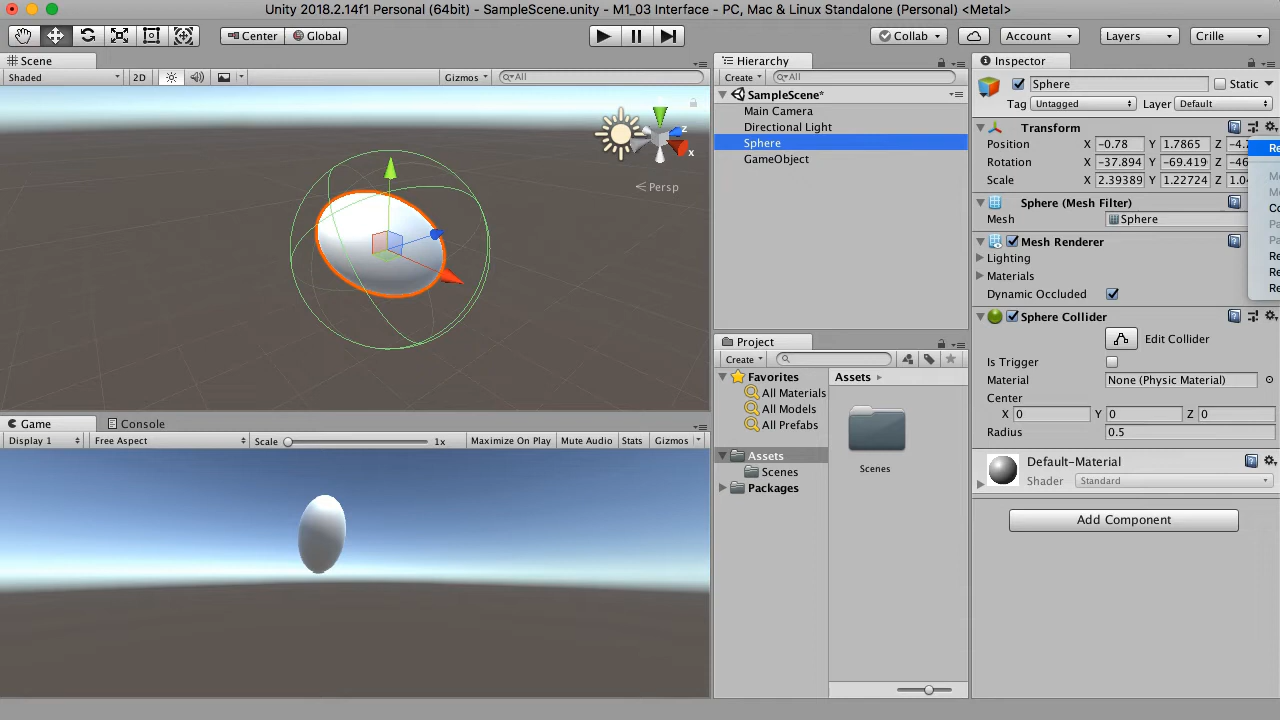 Unity 2018.2.14f1 Personal (64bit) - SampleScene.unity - M1_03 Interface - PC, Mac & Linux Standalone (Personal) <Metal>
Center Global Collab Account Layers Crille
Scene
Shaded 2D Gizmos All
Persp
z
x
Game Console
Display 1 Free Aspect Scale 1x Maximize On Play Mute Audio Stats Gizmos
Hierarchy
Create All
SampleScene*
Main Camera
Directional Light
Sphere
GameObject
Project
Create
Favorites
All Materials
All Models
All Prefabs
Assets
Scenes
Packages
Assets
Scenes
Inspector
Sphere Static
Tag Untagged Layer Default
Transform
Position X -0.78 Y 1.7865 Z
Rotation X -37.894 Y -69.419 Z -46
Scale X 2.39389 Y 1.22724 Z 1.0
Sphere (Mesh Filter)
Mesh Sphere
Mesh Renderer
Lighting
Materials
Dynamic Occluded
Sphere Collider
Edit Collider
Is Trigger
Material None (Physic Material)
Center
X 0 Y 0 Z 0
Radius 0.5
Default-Material
Shader Standard
Add Component